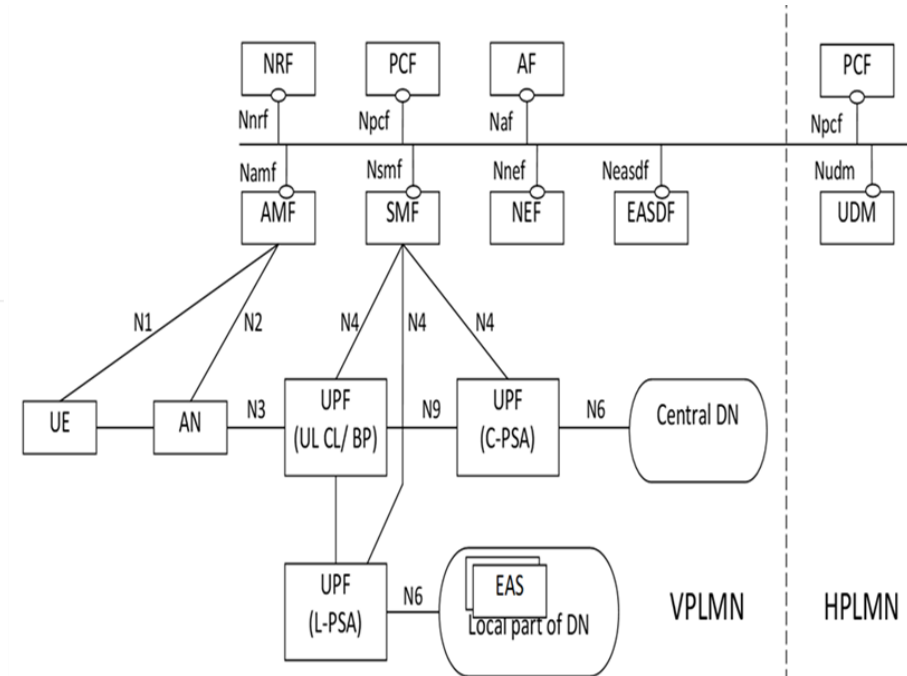 NRF
PCF
AF
PCF
Nnrf
Npcf
Naf
Npcf
Namf
Nsmf
Nnef
Neasdf
Nudm
AMF
SMF
NEF
EASDF
UDM
N1
N2
N4
N4
N4
UE
AN
N3
UPF
(UL CL/ BP)
N9
UPF
(C-PSA)
N6
Central DN
UPF
(L-PSA)
N6
EAS
Local part of DN
VPLMN
HPLMN